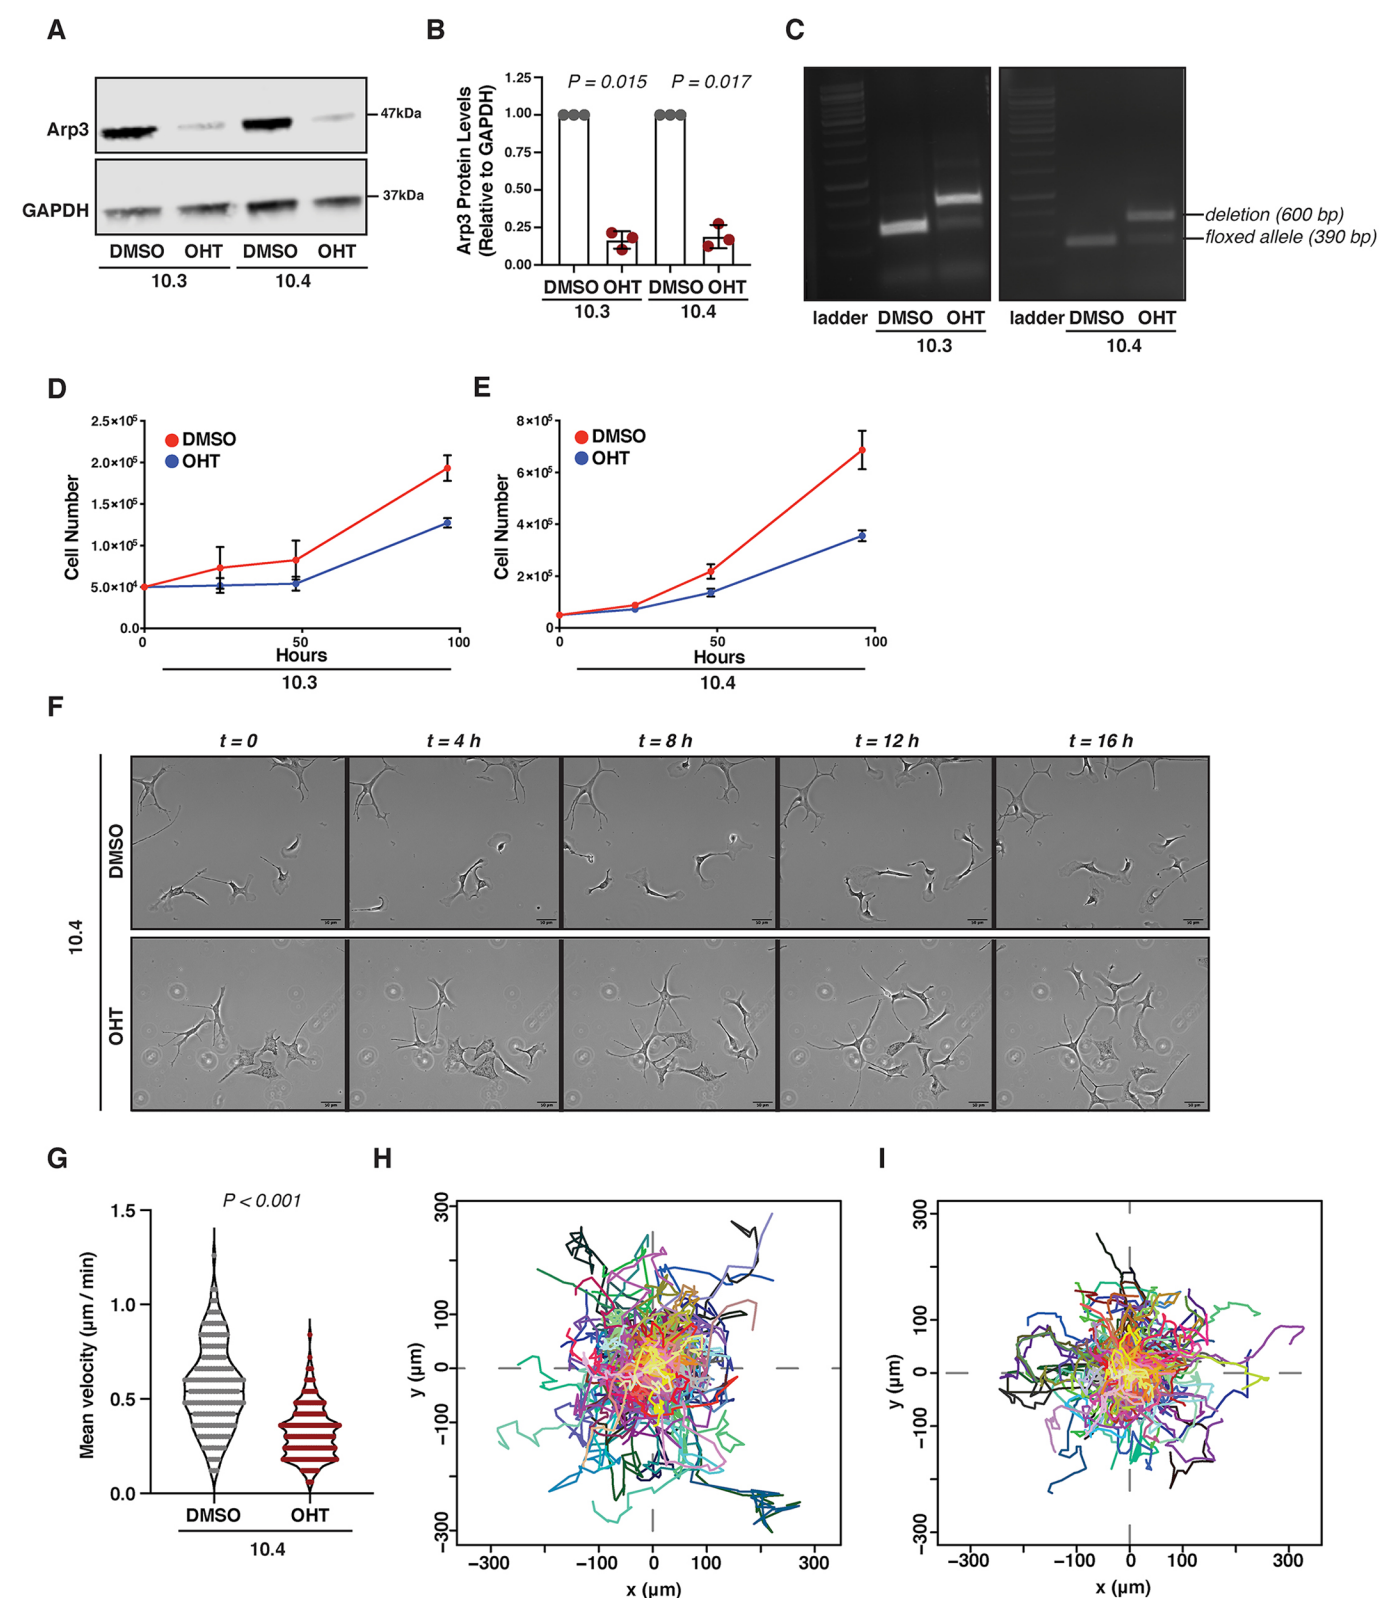 A
Arp3
47kDa
GAPDH
37kDa
DMSO OHT DMSO OHT
10.3 10.4
B
Arp3 Protein Levels
(Relative to GAPDH)
1.25
1.00
0.75
0.50
0.25
0.00
P = 0.015 P = 0.017
DMSO OHT DMSO OHT
10.3 10.4
C
deletion (600 bp)
floxed allele (390 bp)
ladder DMSO OHT ladder DMSO OHT
10.3 10.4
D
Cell Number
2.5×10⁵
2.0×10⁵
1.5×10⁵
1.0×10⁵
5.0×10⁴
0.0
DMSO
OHT
0 50 100
Hours
10.3
E
Cell Number
8×10⁵
6×10⁵
4×10⁵
2×10⁵
0
DMSO
OHT
0 50 100
Hours
10.4
F
t = 0 t = 4 h t = 8 h t = 12 h t = 16 h
10.4
DMSO
OHT
G
Mean velocity (µm / min)
1.5
1.0
0.5
0.0
P < 0.001
DMSO OHT
10.4
H
y (µm)
300
100
0
−100
−300
−300 −100 0 100 300
x (µm)
I
y (µm)
300
100
0
−100
−300
−300 −100 0 100 300
x (µm)